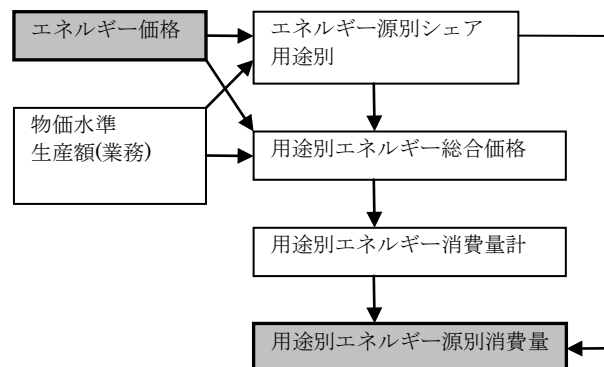 エネルギー価格
エネルギー源別シェア
用途別
物価水準
生産額(業務)
用途別エネルギー総合価格
用途別エネルギー消費量計
用途別エネルギー源別消費量